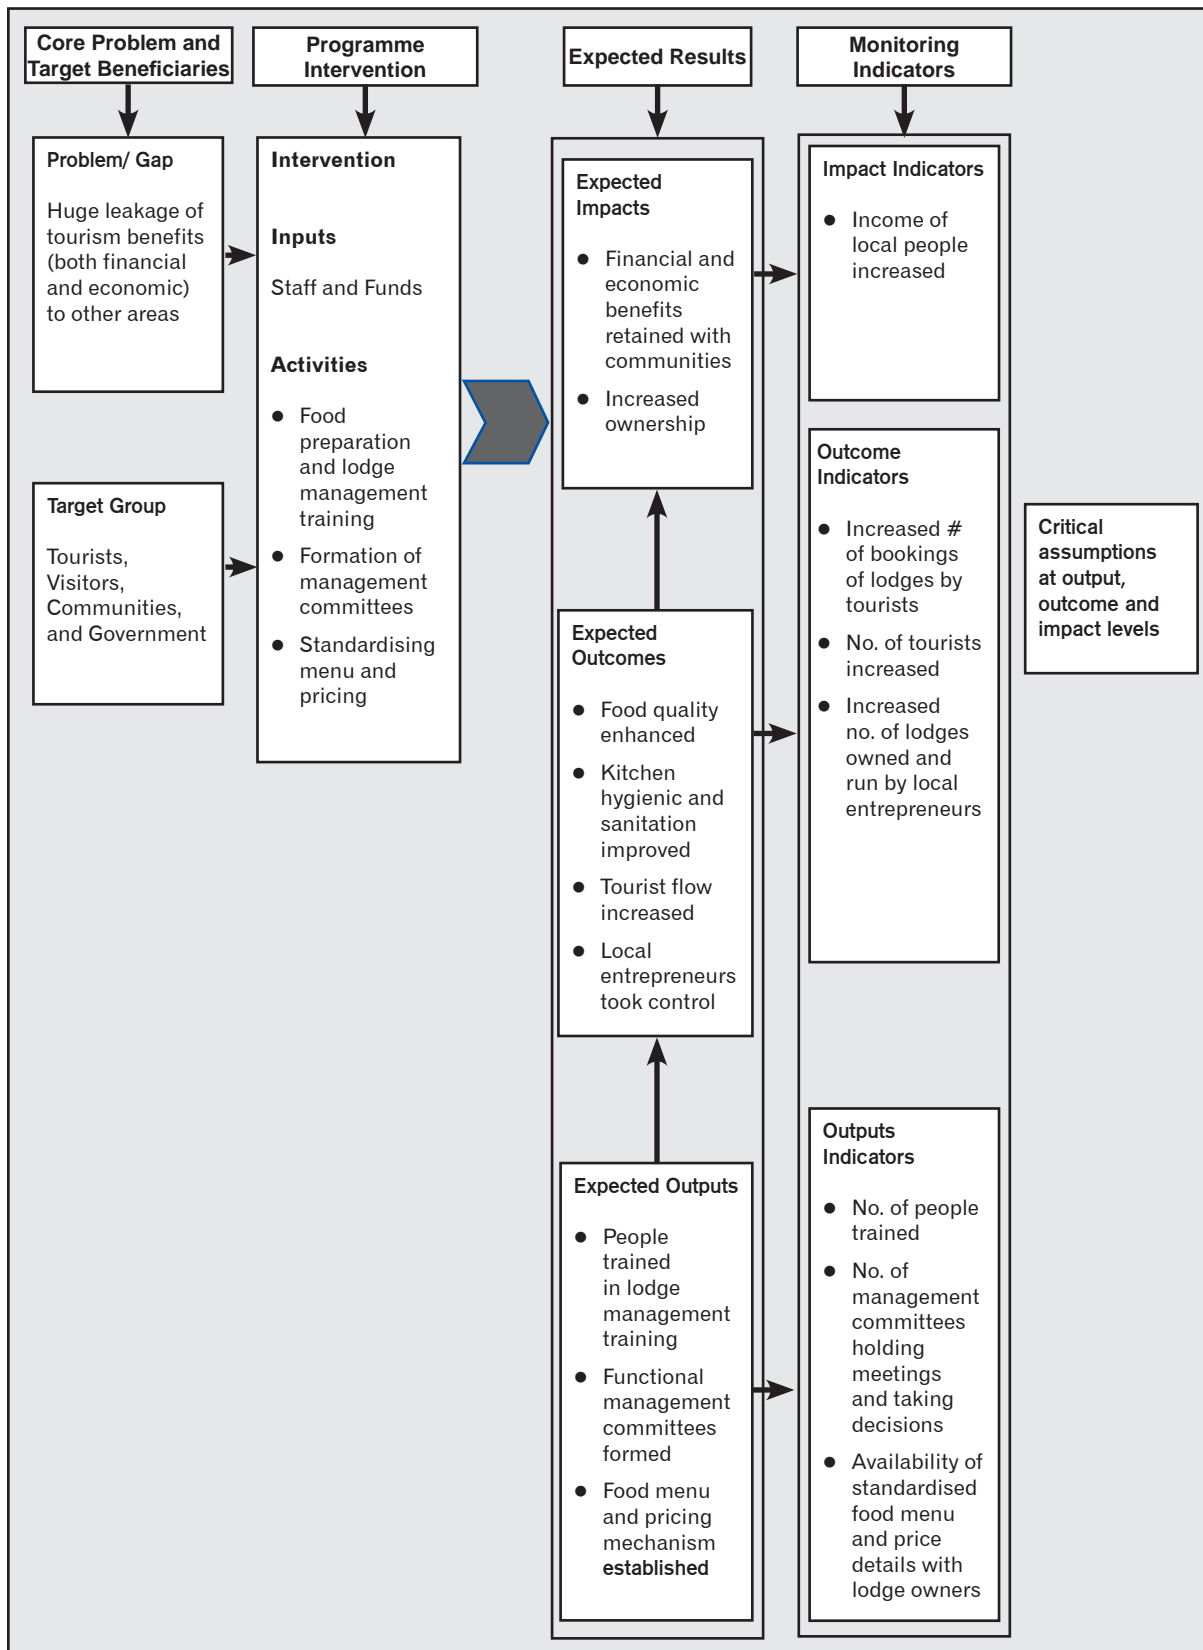 Core Problem and
Target Beneficiaries
Programme
Intervention
Expected Results
Monitoring
Indicators
Problem/ Gap
Huge leakage of
tourism benefits
(both financial
and economic)
to other areas
Target Group
Tourists,
Visitors,
Communities,
and Government
Intervention
Inputs
Staff and Funds
Activities
● Food
preparation
and lodge
management
training
● Formation of
management
committees
● Standardising
menu and
pricing
Expected
Impacts
● Financial and
economic
benefits
retained with
communities
● Increased
ownership
Expected
Outcomes
● Food quality
enhanced
● Kitchen
hygienic and
sanitation
improved
● Tourist flow
increased
● Local
entrepreneurs
took control
Expected Outputs
● People
trained
in lodge
management
training
● Functional
management
committees
formed
● Food menu
and pricing
mechanism
established
Impact Indicators
● Income of
local people
increased
Outcome
Indicators
● Increased #
of bookings
of lodges by
tourists
● No. of tourists
increased
● Increased
no. of lodges
owned and
run by local
entrepreneurs
Outputs
Indicators
● No. of people
trained
● No. of
management
committees
holding
meetings
and taking
decisions
● Availability of
standardised
food menu
and price
details with
lodge owners
Critical
assumptions
at output,
outcome and
impact levels